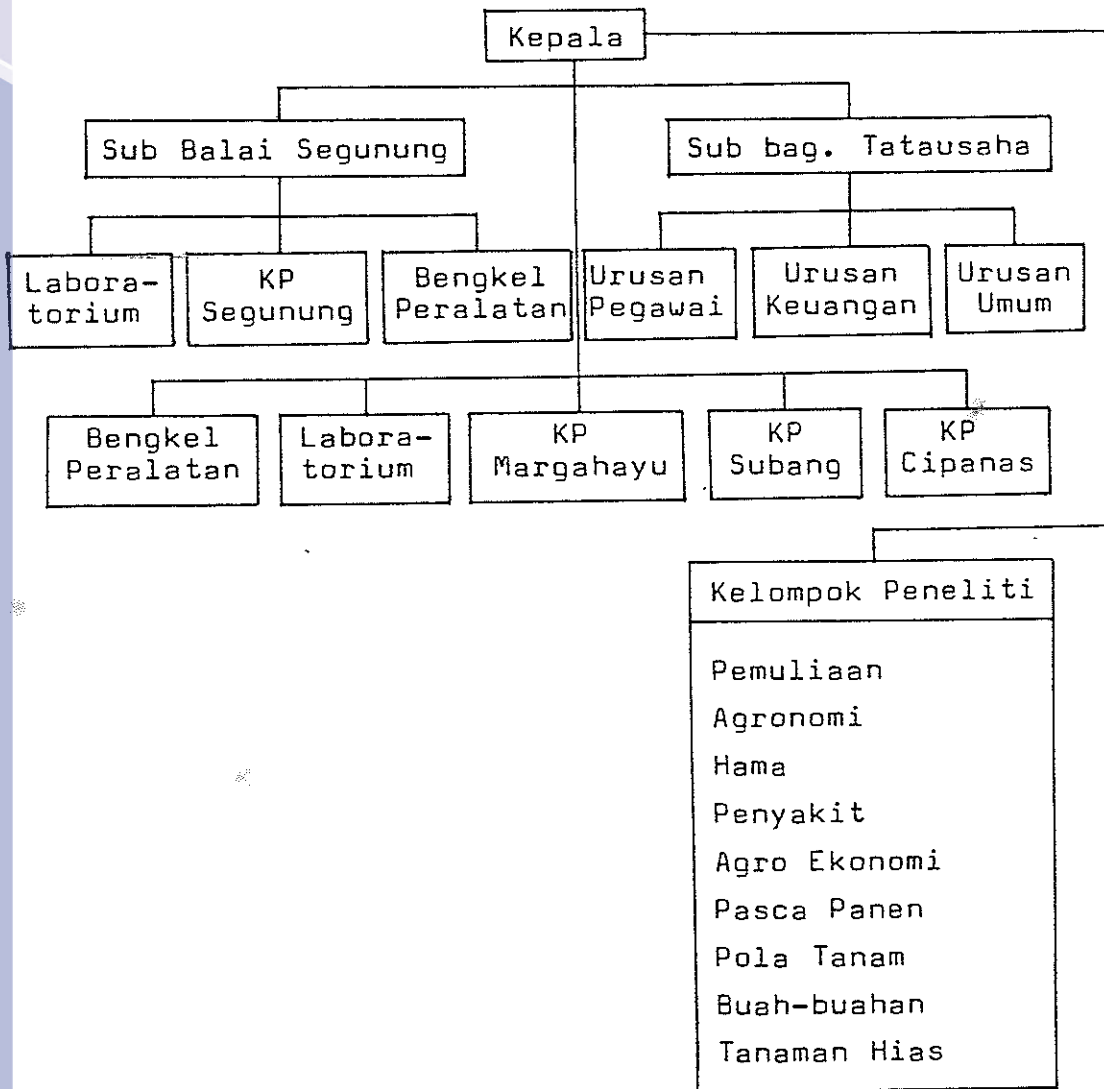 Kepala
Sub Balai Segunung
Sub bag. Tatausaha
Labora-
torium
KP
Segunung
Bengkel
Peralatan
Urusan
Pegawai
Urusan
Keuangan
Urusan
Umum
Bengkel
Peralatan
Labora-
torium
KP
Margahayu
KP
Subang
KP
Cipanas
Kelompok Peneliti
Pemuliaan
Agronomi
Hama
Penyakit
Agro Ekonomi
Pasca Panen
Pola Tanam
Buah-buahan
Tanaman Hias